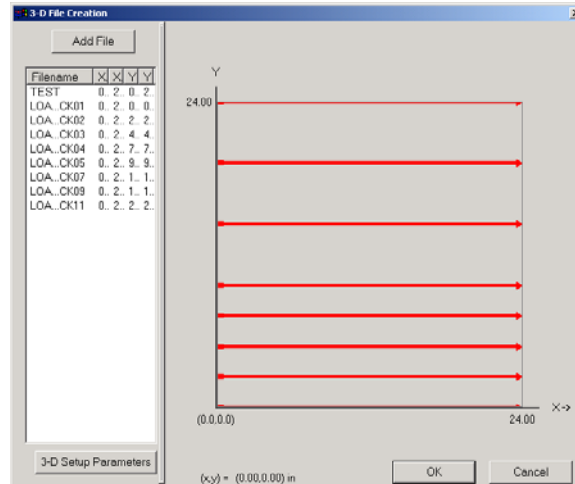 3-D File Creation
Add File
Filename X. X. Y Y
TEST 0.. 2.. 0.. 2..
LOA...CK01 0.. 2.. 0.. 0..
LOA...CK02 0.. 2.. 2.. 2..
LOA...CK03 0.. 2.. 4.. 4..
LOA...CK04 0.. 2.. 7.. 7..
LOA...CK05 0.. 2.. 9.. 9..
LOA...CK07 0.. 2.. 1.. 1..
LOA...CK09 0.. 2.. 1.. 1..
LOA...CK11 0.. 2.. 2.. 2..
Y
24.00
X->
(0.0,0.0)
24.00
3-D Setup Parameters
(x,y) = (0.00,0.00) in
OK
Cancel